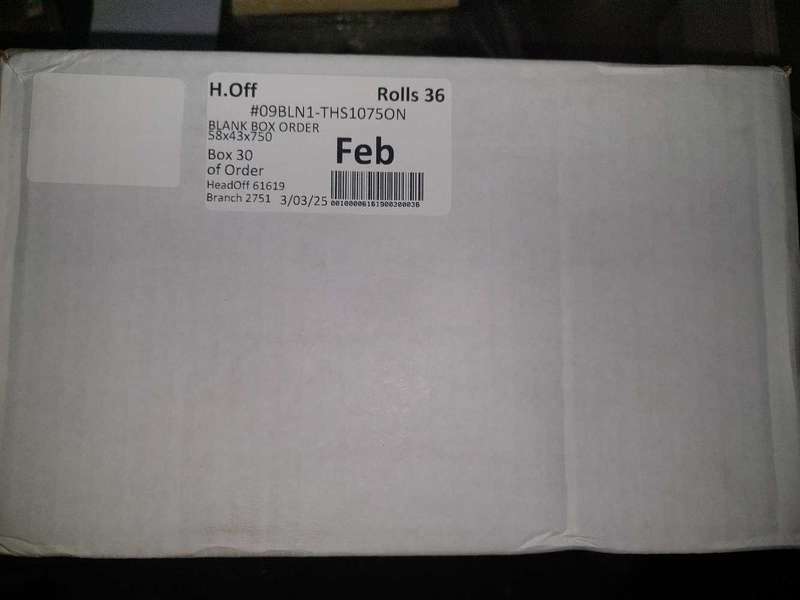 H.Off Rolls 36
#09BLN1-THS1075ON
BLANK BOX ORDER
58x43x750
Feb
Box 30
of Order
HeadOff 61619
Branch 2751 3/03/25
00100006161900300036